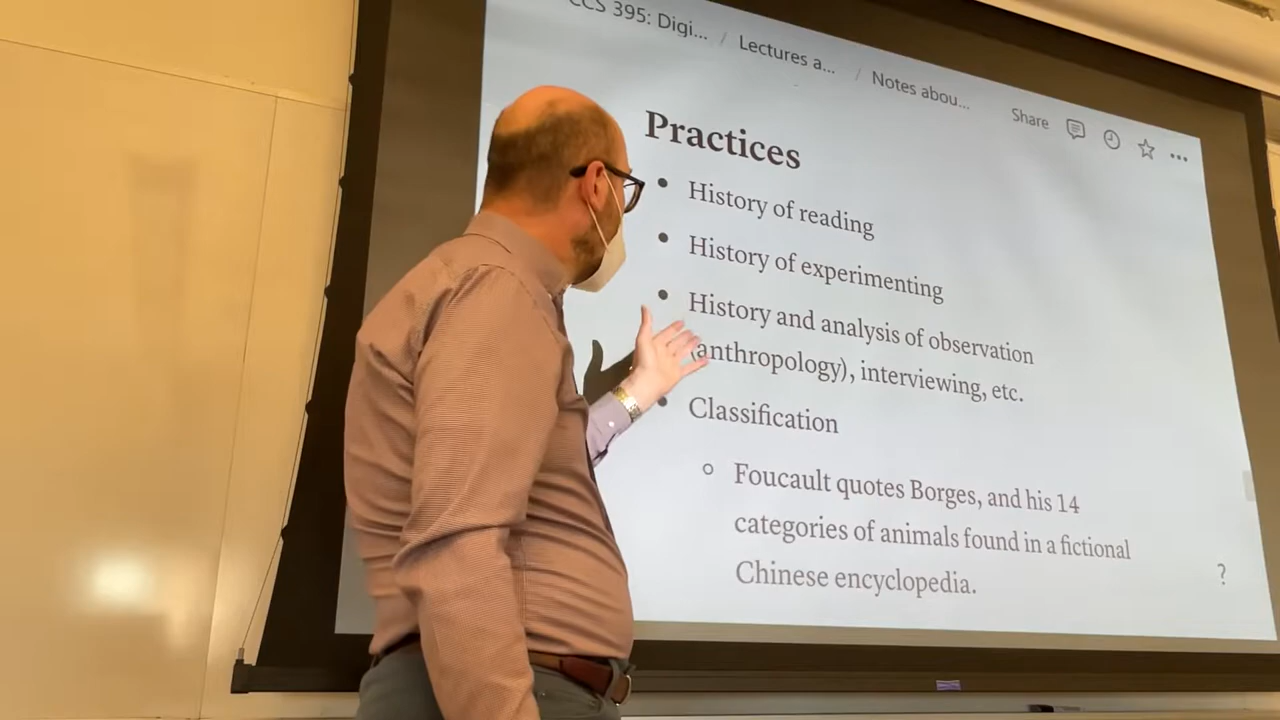 CCS 395: Digi... / Lectures a... / Notes abou...
Share
Practices
• History of reading
• History of experimenting
• History and analysis of observation
(anthropology), interviewing, etc.
• Classification
○ Foucault quotes Borges, and his 14
categories of animals found in a fictional
Chinese encyclopedia.
?